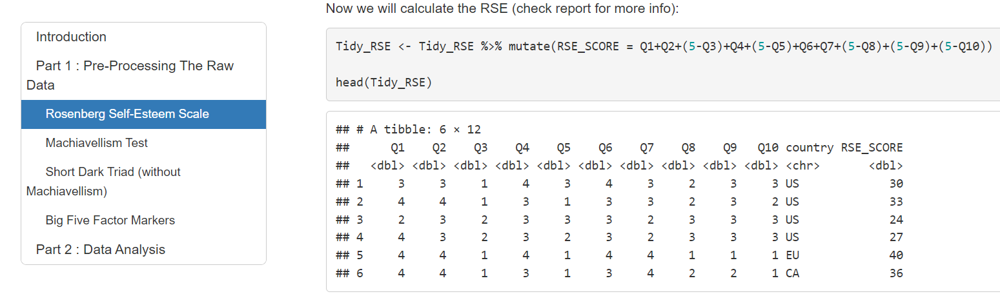 Now we will calculate the RSE (check report for more info):
Introduction
Part 1 : Pre-Processing The Raw
Data
Rosenberg Self-Esteem Scale
Machiavellism Test
Short Dark Triad (without
Machiavellism)
Big Five Factor Markers
Part 2 : Data Analysis
Tidy_RSE <- Tidy_RSE %>% mutate(RSE_SCORE = Q1+Q2+(5-Q3)+Q4+(5-Q5)+Q6+Q7+(5-Q8)+(5-Q9)+(5-Q10))
head(Tidy_RSE)
## # A tibble: 6 × 12
##      Q1    Q2    Q3    Q4    Q5    Q6    Q7    Q8    Q9   Q10 country RSE_SCORE
##   <dbl> <dbl> <dbl> <dbl> <dbl> <dbl> <dbl> <dbl> <dbl> <dbl> <chr>       <dbl>
## 1     3     3     1     4     3     4     3     2     3     3 US             30
## 2     4     4     1     3     1     3     3     2     3     2 US             33
## 3     2     3     2     3     3     3     2     3     3     3 US             24
## 4     4     3     2     3     2     3     2     3     3     3 US             27
## 5     4     4     1     4     1     4     4     1     1     1 EU             40
## 6     4     4     1     3     1     3     4     2     2     1 CA             36